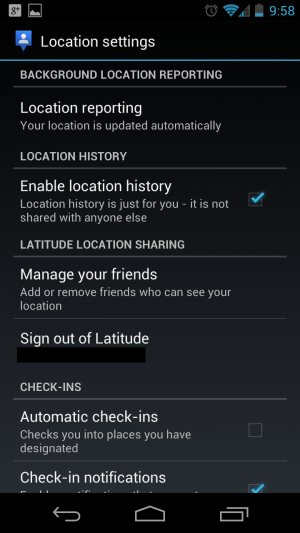 9:58
Location settings
BACKGROUND LOCATION REPORTING
Location reporting
Your location is updated automatically
LOCATION HISTORY
Enable location history
Location history is just for you - it is not
shared with anyone else
LATITUDE LOCATION SHARING
Manage your friends
Add or remove friends who can see your
location
Sign out of Latitude
CHECK-INS
Automatic check-ins
Checks you into places you have
designated
Check-in notifications